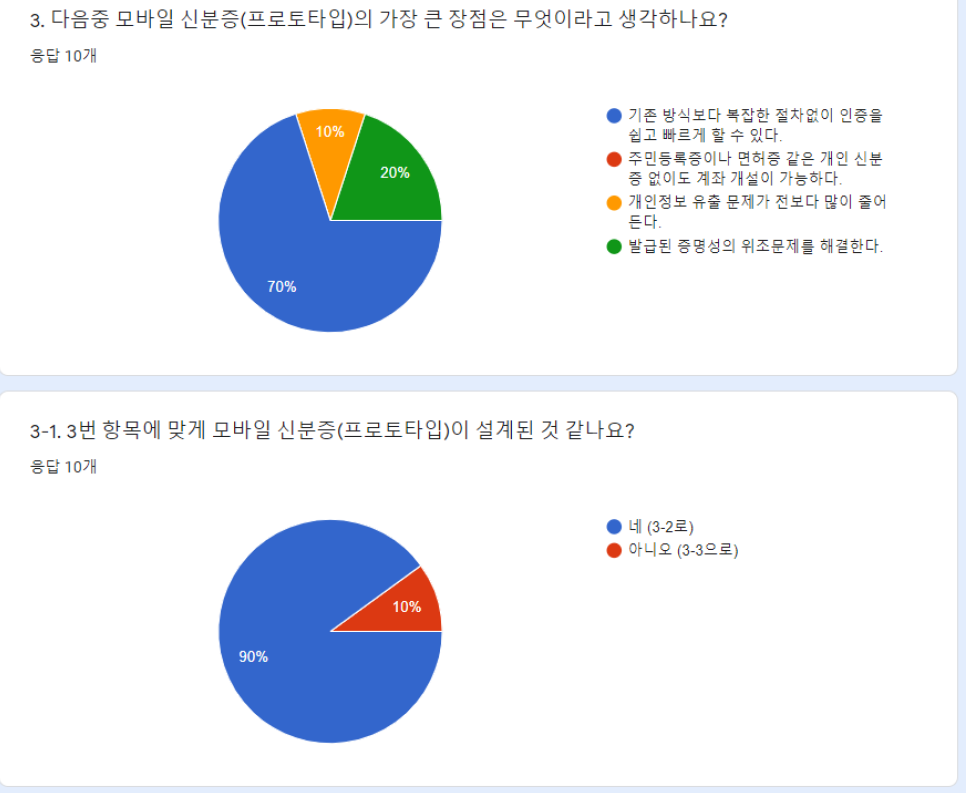 3. 다음중 모바일 신분증(프로토타입)의 가장 큰 장점은 무엇이라고 생각하나요?
응답 10개
10%
20%
70%
기존 방식보다 복잡한 절차없이 인증을
쉽고 빠르게 할 수 있다.
주민등록증이나 면허증 같은 개인 신분
증 없이도 계좌 개설이 가능하다.
개인정보 유출 문제가 전보다 많이 줄어
든다.
발급된 증명성의 위조문제를 해결한다.
3-1. 3번 항목에 맞게 모바일 신분증(프로토타입)이 설계된 것 같나요?
응답 10개
10%
90%
네 (3-2로)
아니오 (3-3으로)